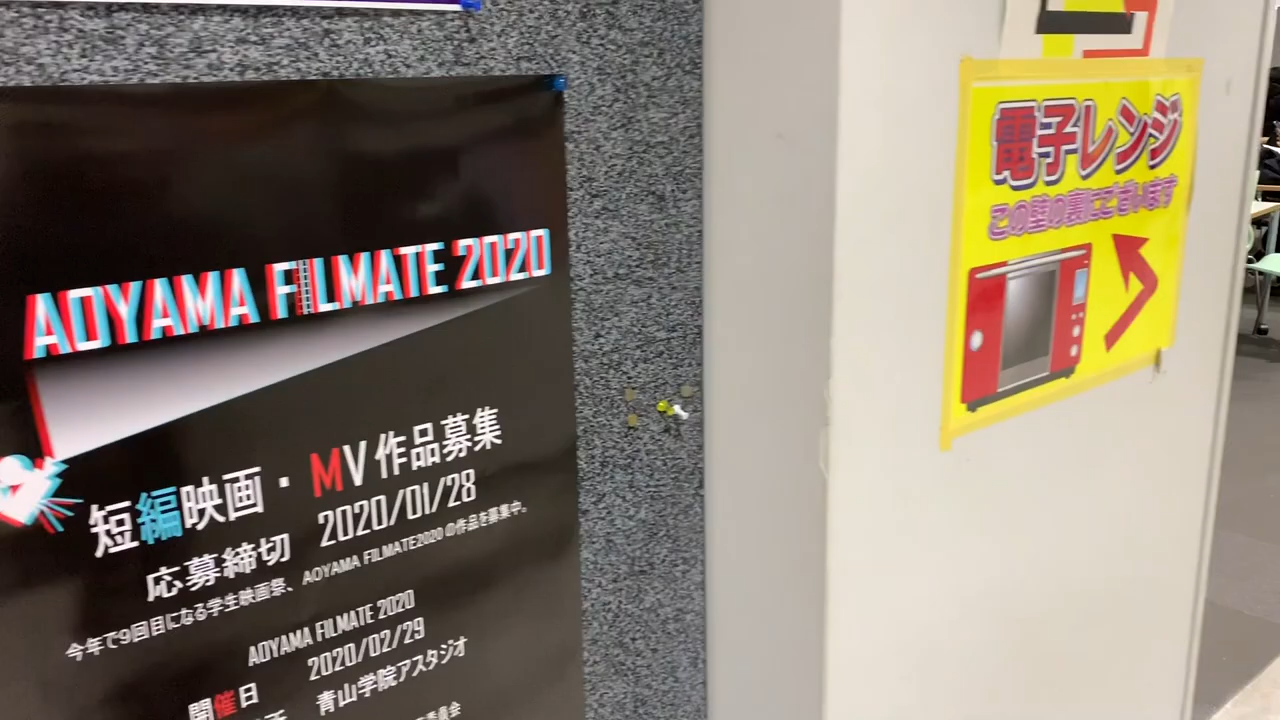 AOYAMA FILMATE 2020
短編映画・MV作品募集
応募締切 2020/01/28
今年で9回目になる学生映画祭、AOYAMA FILMATE2020の作品を募集中。
AOYAMA FILMATE 2020
開催日 2020/02/29
青山学院アスタジオ
委員会
電子レンジ
この壁の裏にございます